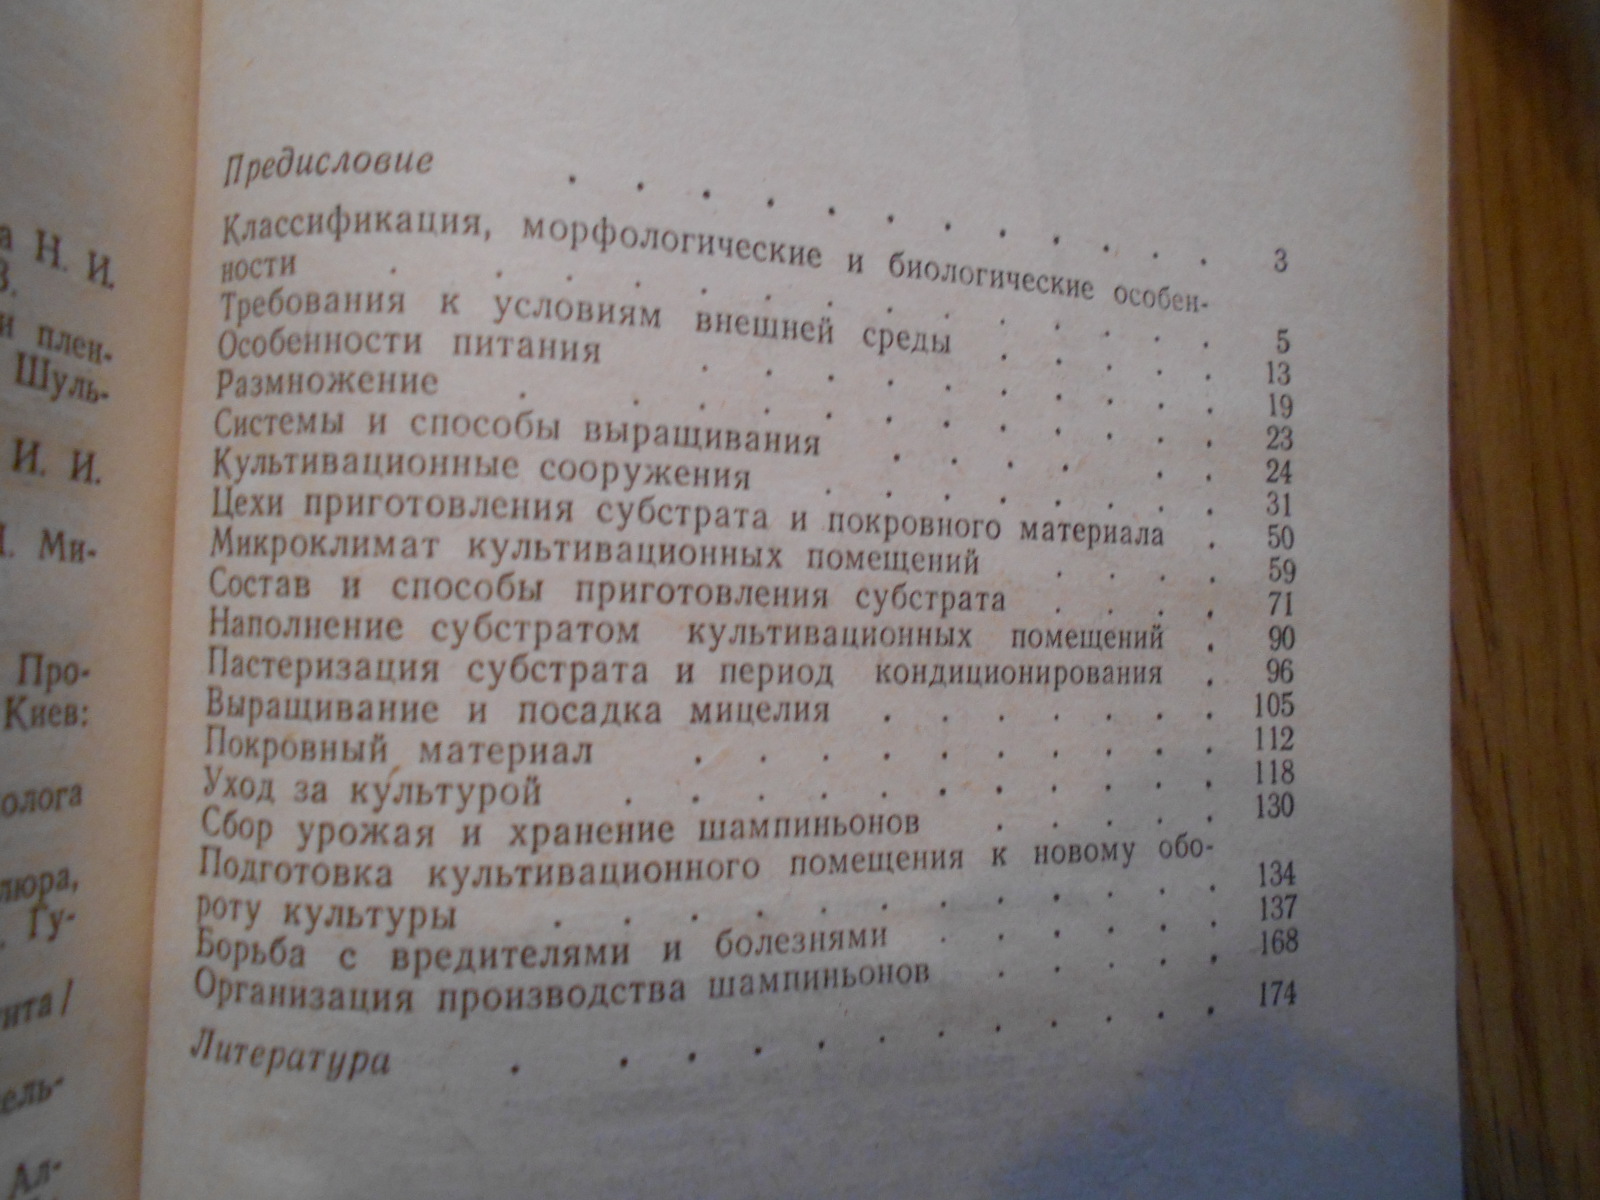 а Н. И.
В.
и плен-
Шуль-
И. И.
Ми-
Про-
Киев:
олога
люра,
Гу-
нта /
ель-
Ал-
Предисловие . . . . . . . . . . . . 3
Классификация, морфологические и биологические особен-
ности . . . . . . . . . . . . 5
Требования к условиям внешней среды . . . . . 13
Особенности питания . . . . . . . . . 19
Размножение . . . . . . . . . . . 23
Системы и способы выращивания . . . . . . 24
Культивационные сооружения . . . . . . . 31
Цехи приготовления субстрата и покровного материала . 50
Микроклимат культивационных помещений . . . . 59
Состав и способы приготовления субстрата . . . . 71
Наполнение субстратом культивационных помещений . 90
Пастеризация субстрата и период кондиционирования . 96
Выращивание и посадка мицелия . . . . . . . 105
Покровный материал . . . . . . . . . 112
Уход за культурой . . . . . . . . . . 118
Сбор урожая и хранение шампиньонов . . . . . 130
Подготовка культивационного помещения к новому обо-
роту культуры . . . . . . . . . . . 134
Борьба с вредителями и болезнями . . . . . . 137
Организация производства шампиньонов . . . . . 168
Литература . . . . . . . . . . . 174